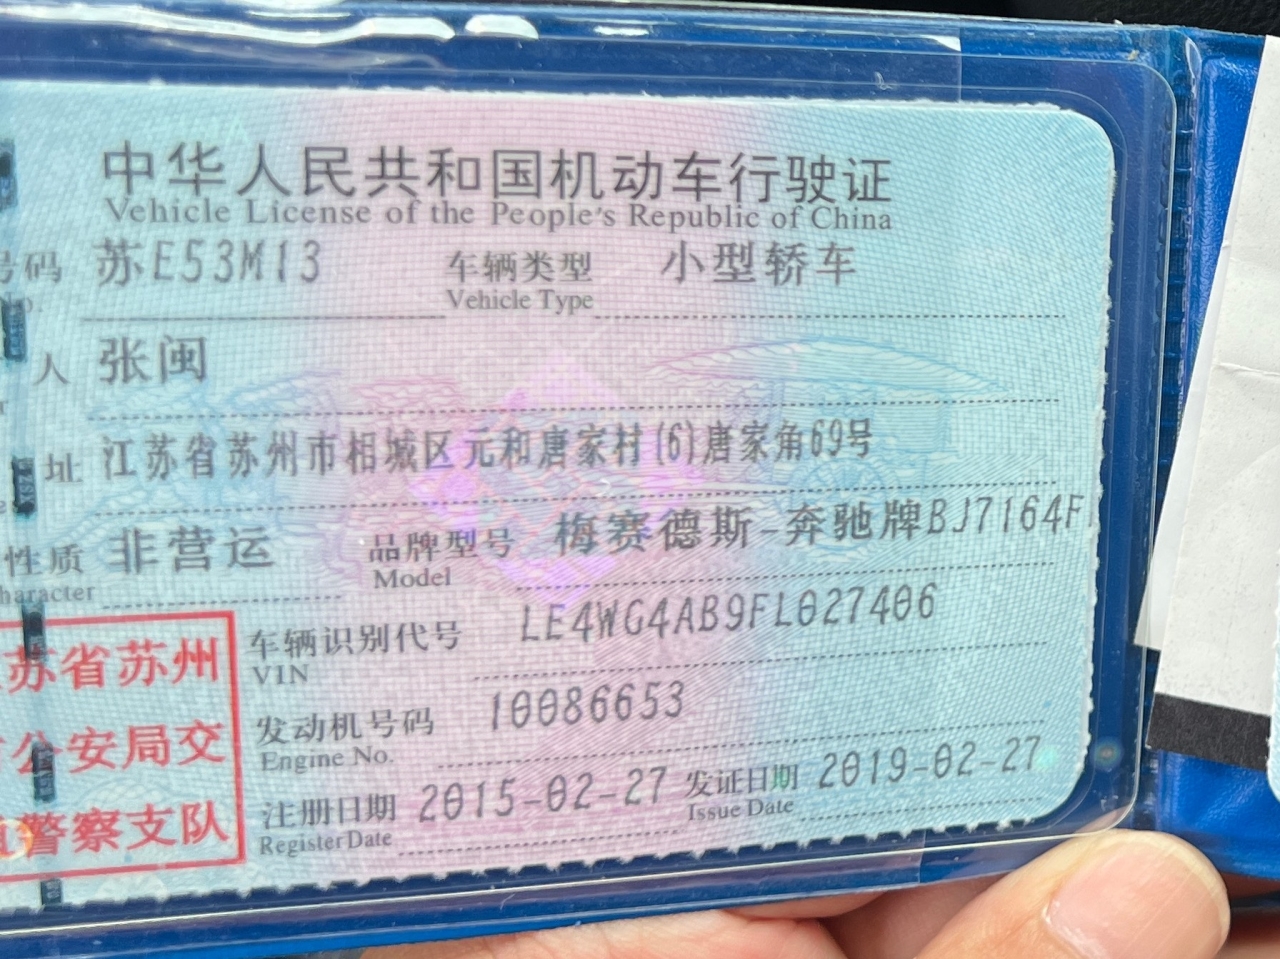 中华人民共和国机动车行驶证
Vehicle License of the People's Republic of China
号码 苏E53M13 车辆类型 小型轿车
Vehicle Type
人 张闽
址 江苏省苏州市相城区元和唐家村(6)唐家角69号
性质 非营运 品牌型号 梅赛德斯-奔驰牌BJ7164F
haracter Model
苏省苏州
公安局交
警察支队
车辆识别代号 LE4WG4AB9FL027406
VIN
发动机号码 10086653
Engine No.
注册日期 2015-02-27 发证日期 2019-02-27
Register Date Issue Date